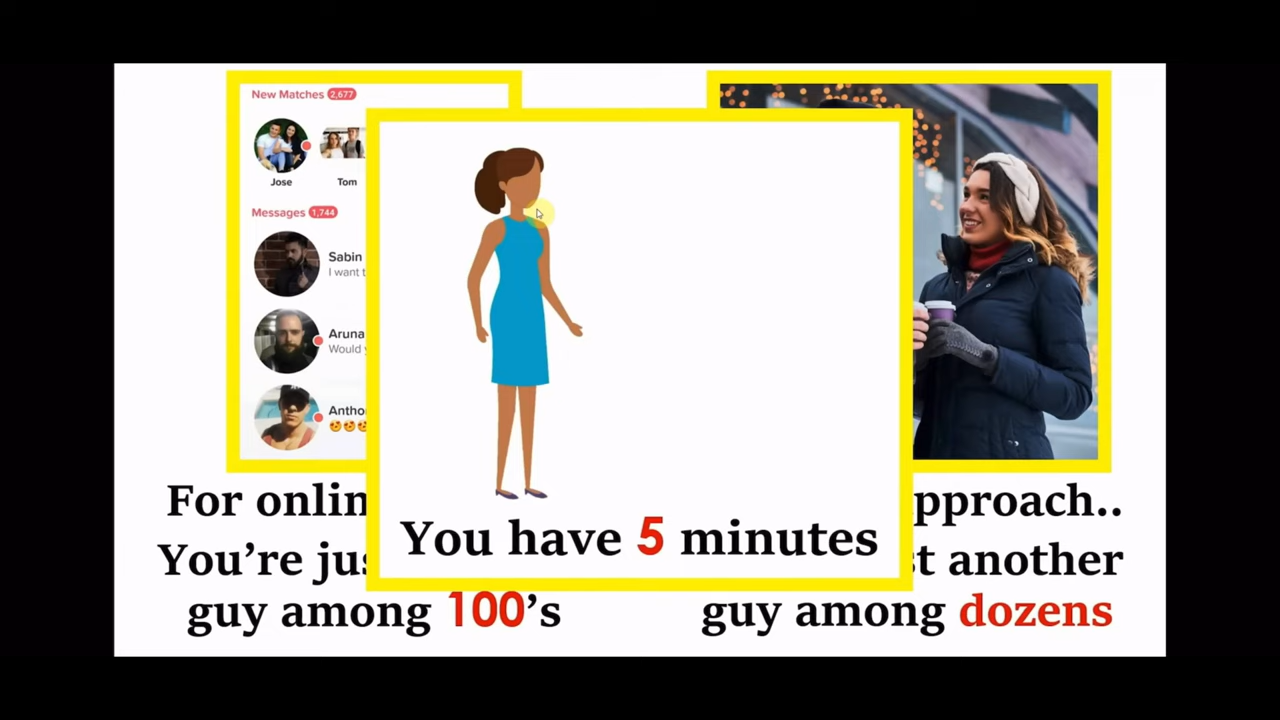 New Matches 2,677
Jose
Tom
Messages 1,744
Sabin
I want t
Aruna
Would
Antho
For onlin
You're jus
guy among 100's
You have 5 minutes
pproach..
st another
guy among dozens